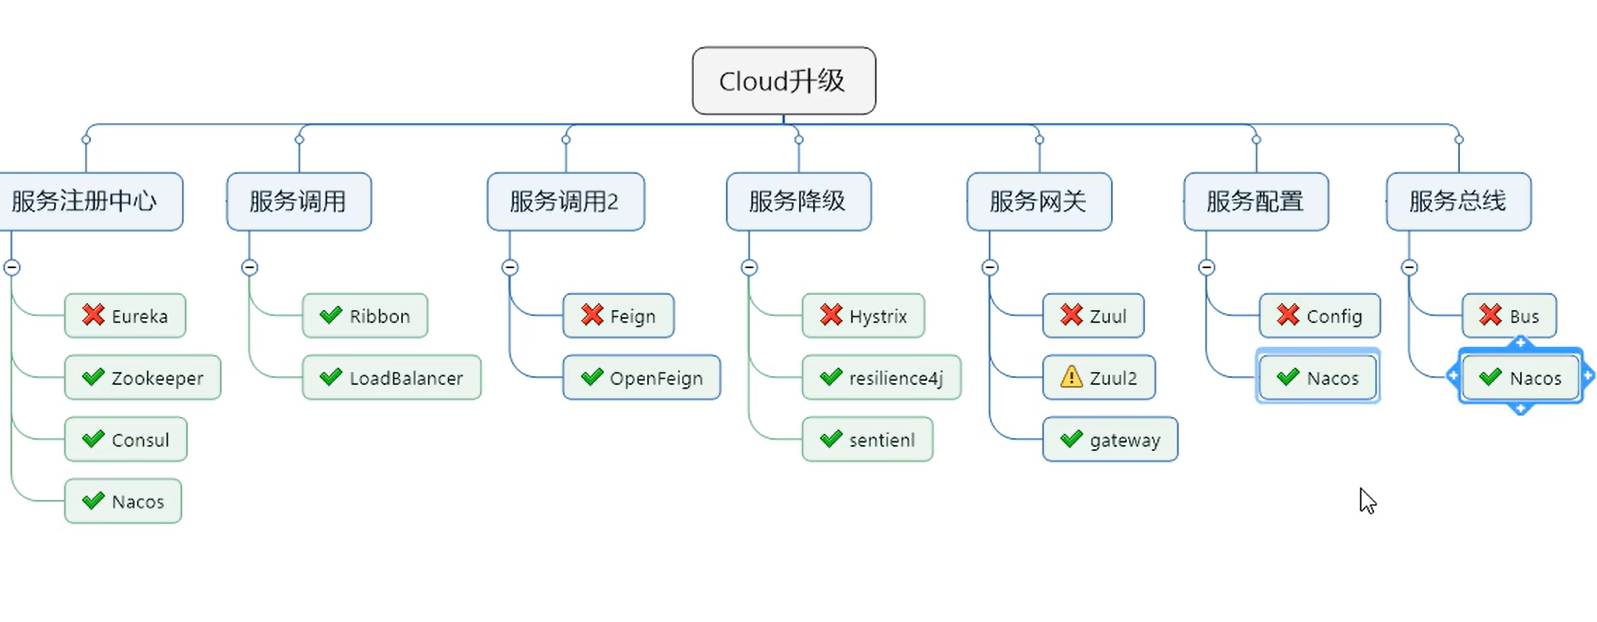 Cloud升级
服务注册中心
Eureka
Zookeeper
Consul
Nacos
服务调用
Ribbon
LoadBalancer
服务调用2
Feign
OpenFeign
服务降级
Hystrix
resilience4j
sentienl
服务网关
Zuul
Zuul2
gateway
服务配置
Config
Nacos
服务总线
Bus
Nacos